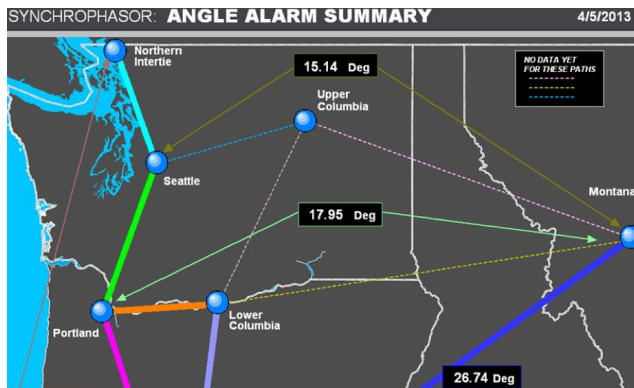 SYNCHROPHASOR: ANGLE ALARM SUMMARY 4/5/2013
Northern
Intertie
15.14 Deg
NO DATA YET
FOR THESE PATHS
Upper
Columbia
Seattle
Montana
17.95 Deg
Portland
Lower
Columbia
26.74 Deg